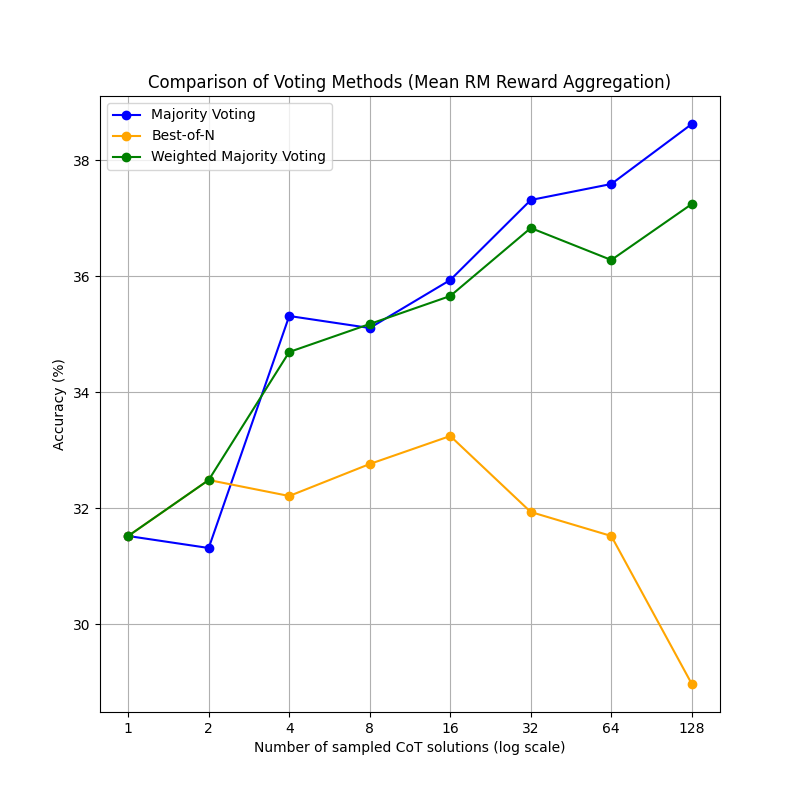 Comparison of Voting Methods (Mean RM Reward Aggregation)
Majority Voting
Best-of-N
Weighted Majority Voting
Accuracy (%)
38
36
34
32
30
1 2 4 8 16 32 64 128
Number of sampled CoT solutions (log scale)